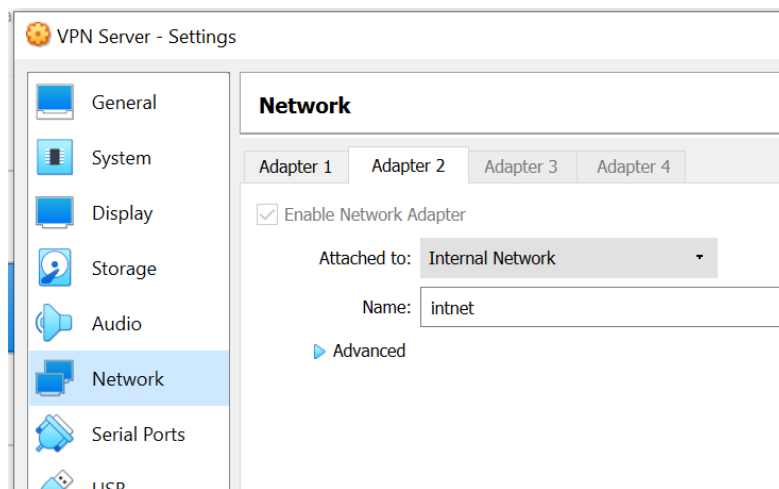 VPN Server - Settings
General
System
Display
Storage
Audio
Network
Serial Ports
USB
Network
Adapter 1 Adapter 2 Adapter 3 Adapter 4
Enable Network Adapter
Attached to: Internal Network
Name: intnet
Advanced